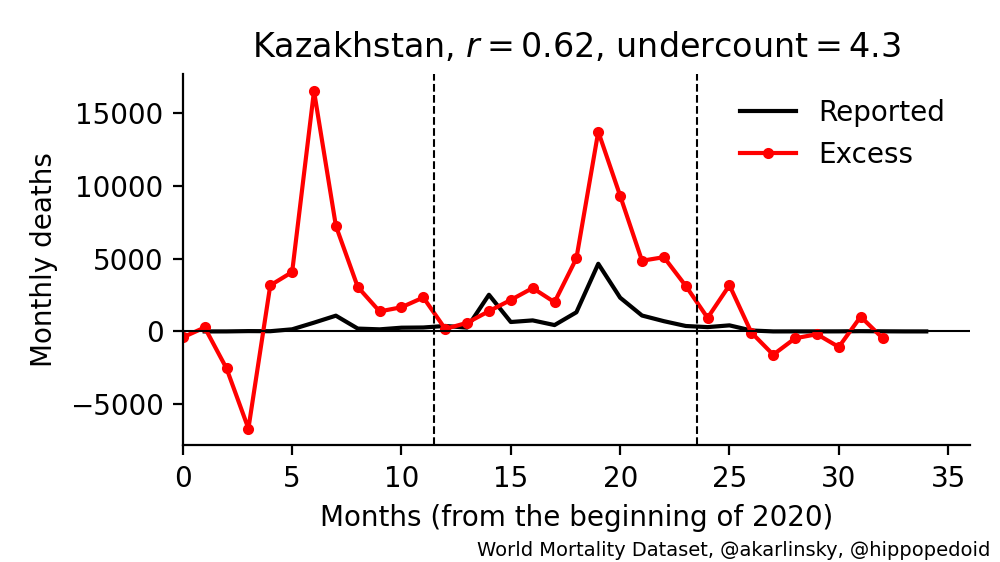 Kazakhstan, r = 0.62, undercount = 4.3
Reported
Excess
Monthly deaths
15000
10000
5000
0
−5000
0 5 10 15 20 25 30 35
Months (from the beginning of 2020)
World Mortality Dataset, @akarlinsky, @hippopedoid